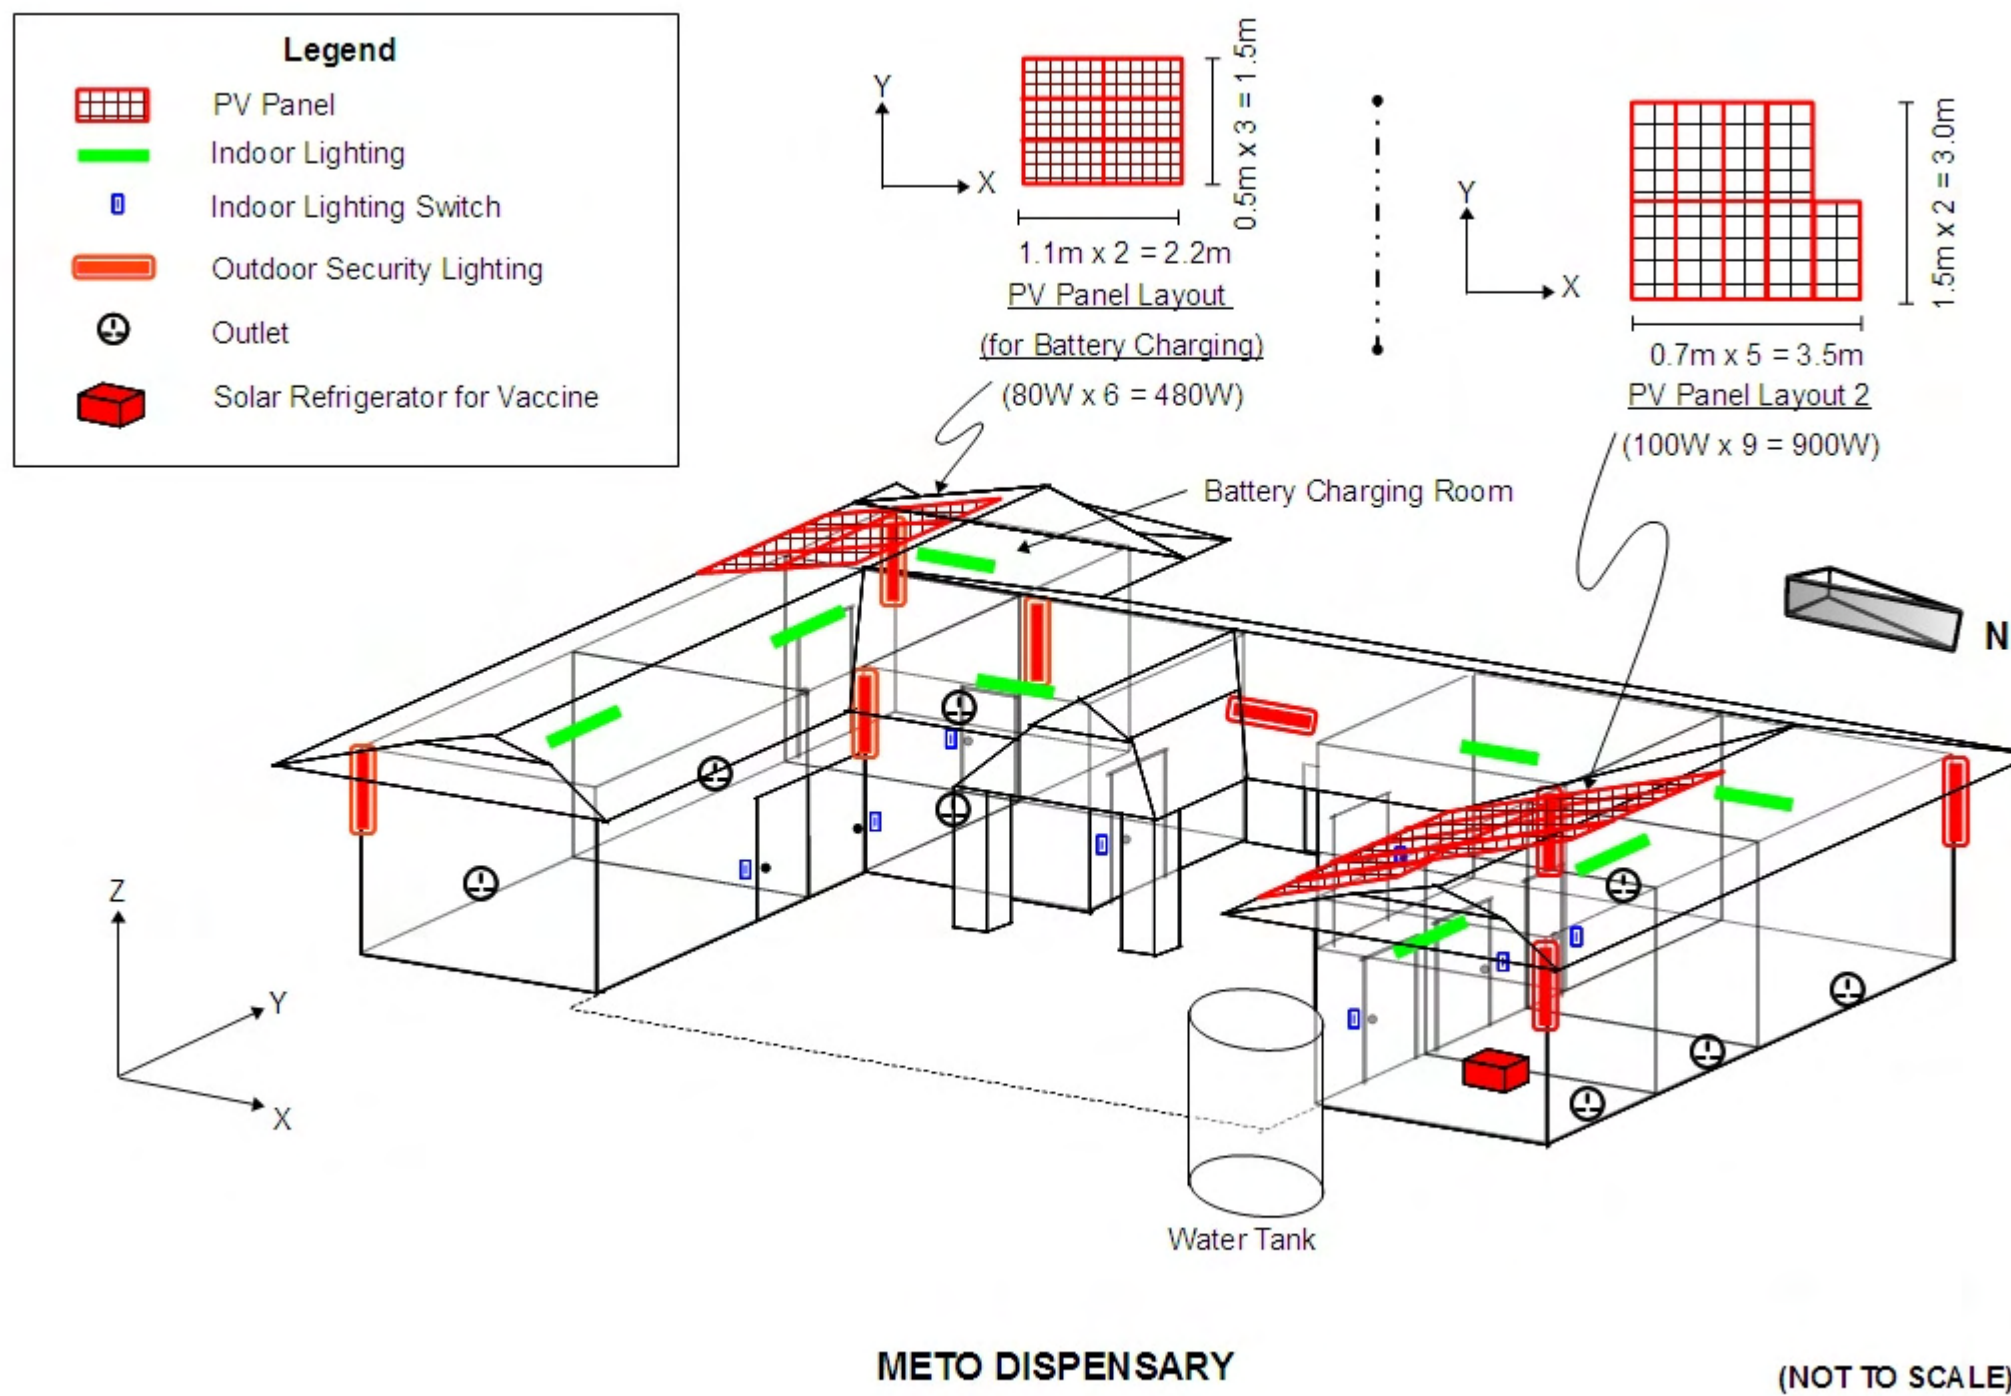 Legend
PV Panel
Indoor Lighting
Indoor Lighting Switch
Outdoor Security Lighting
Outlet
Solar Refrigerator for Vaccine
Y
X
0.5m x 3 = 1.5m
1.1m x 2 = 2.2m
PV Panel Layout
(for Battery Charging)
(80W x 6 = 480W)
Y
X
1.5m x 2 = 3.0m
0.7m x 5 = 3.5m
PV Panel Layout 2
(100W x 9 = 900W)
Battery Charging Room
N
Z
Y
X
Water Tank
METO DISPENSARY
(NOT TO SCALE)